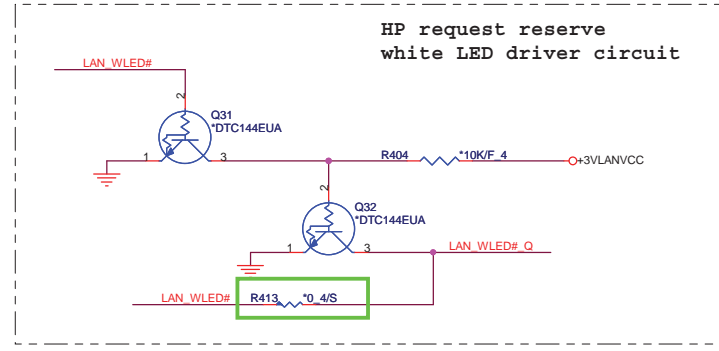 HP request reserve
white LED driver circuit
LAN_WLED#
2
Q31
*DTC144EUA
1
3
R404
*10K/F_4
+3VLANVCC
2
Q32
*DTC144EUA
1
3
LAN_WLED#_Q
LAN_WLED#
R413
*0_4/S